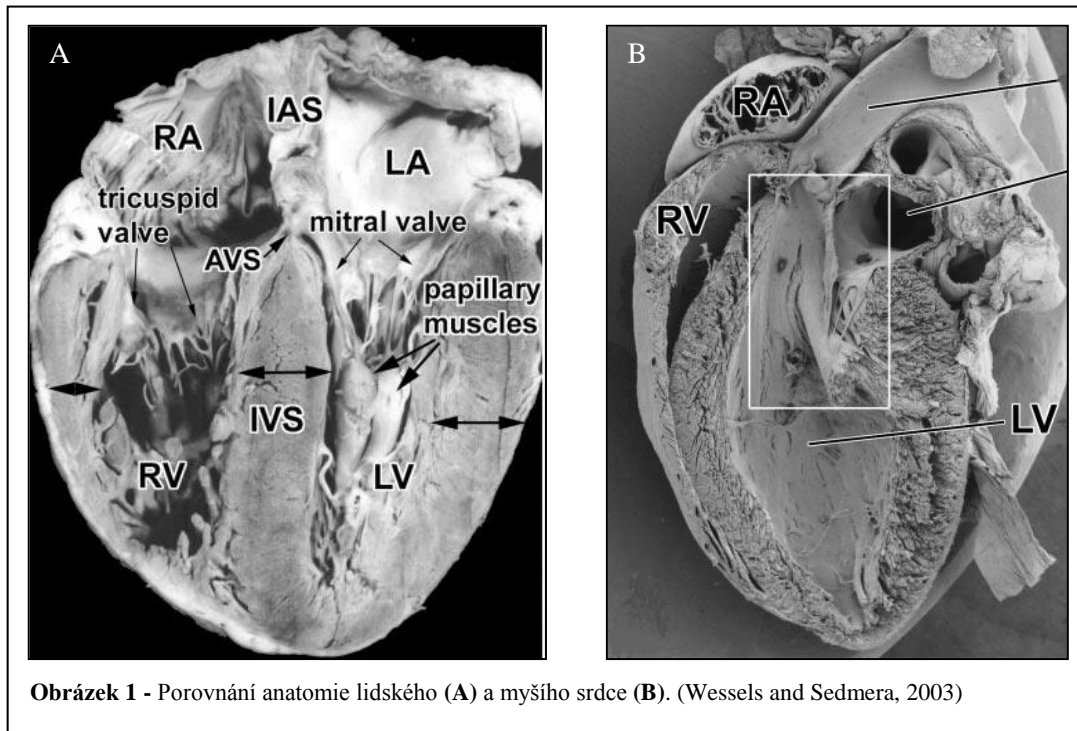 A
IAS
RA
LA
tricuspid
valve
mitral valve
AVS
papillary
muscles
IVS
RV
LV
B
RA
RV
LV
Obrázek 1 - Porovnání anatomie lidského (A) a myšího srdce (B). (Wessels and Sedmera, 2003)